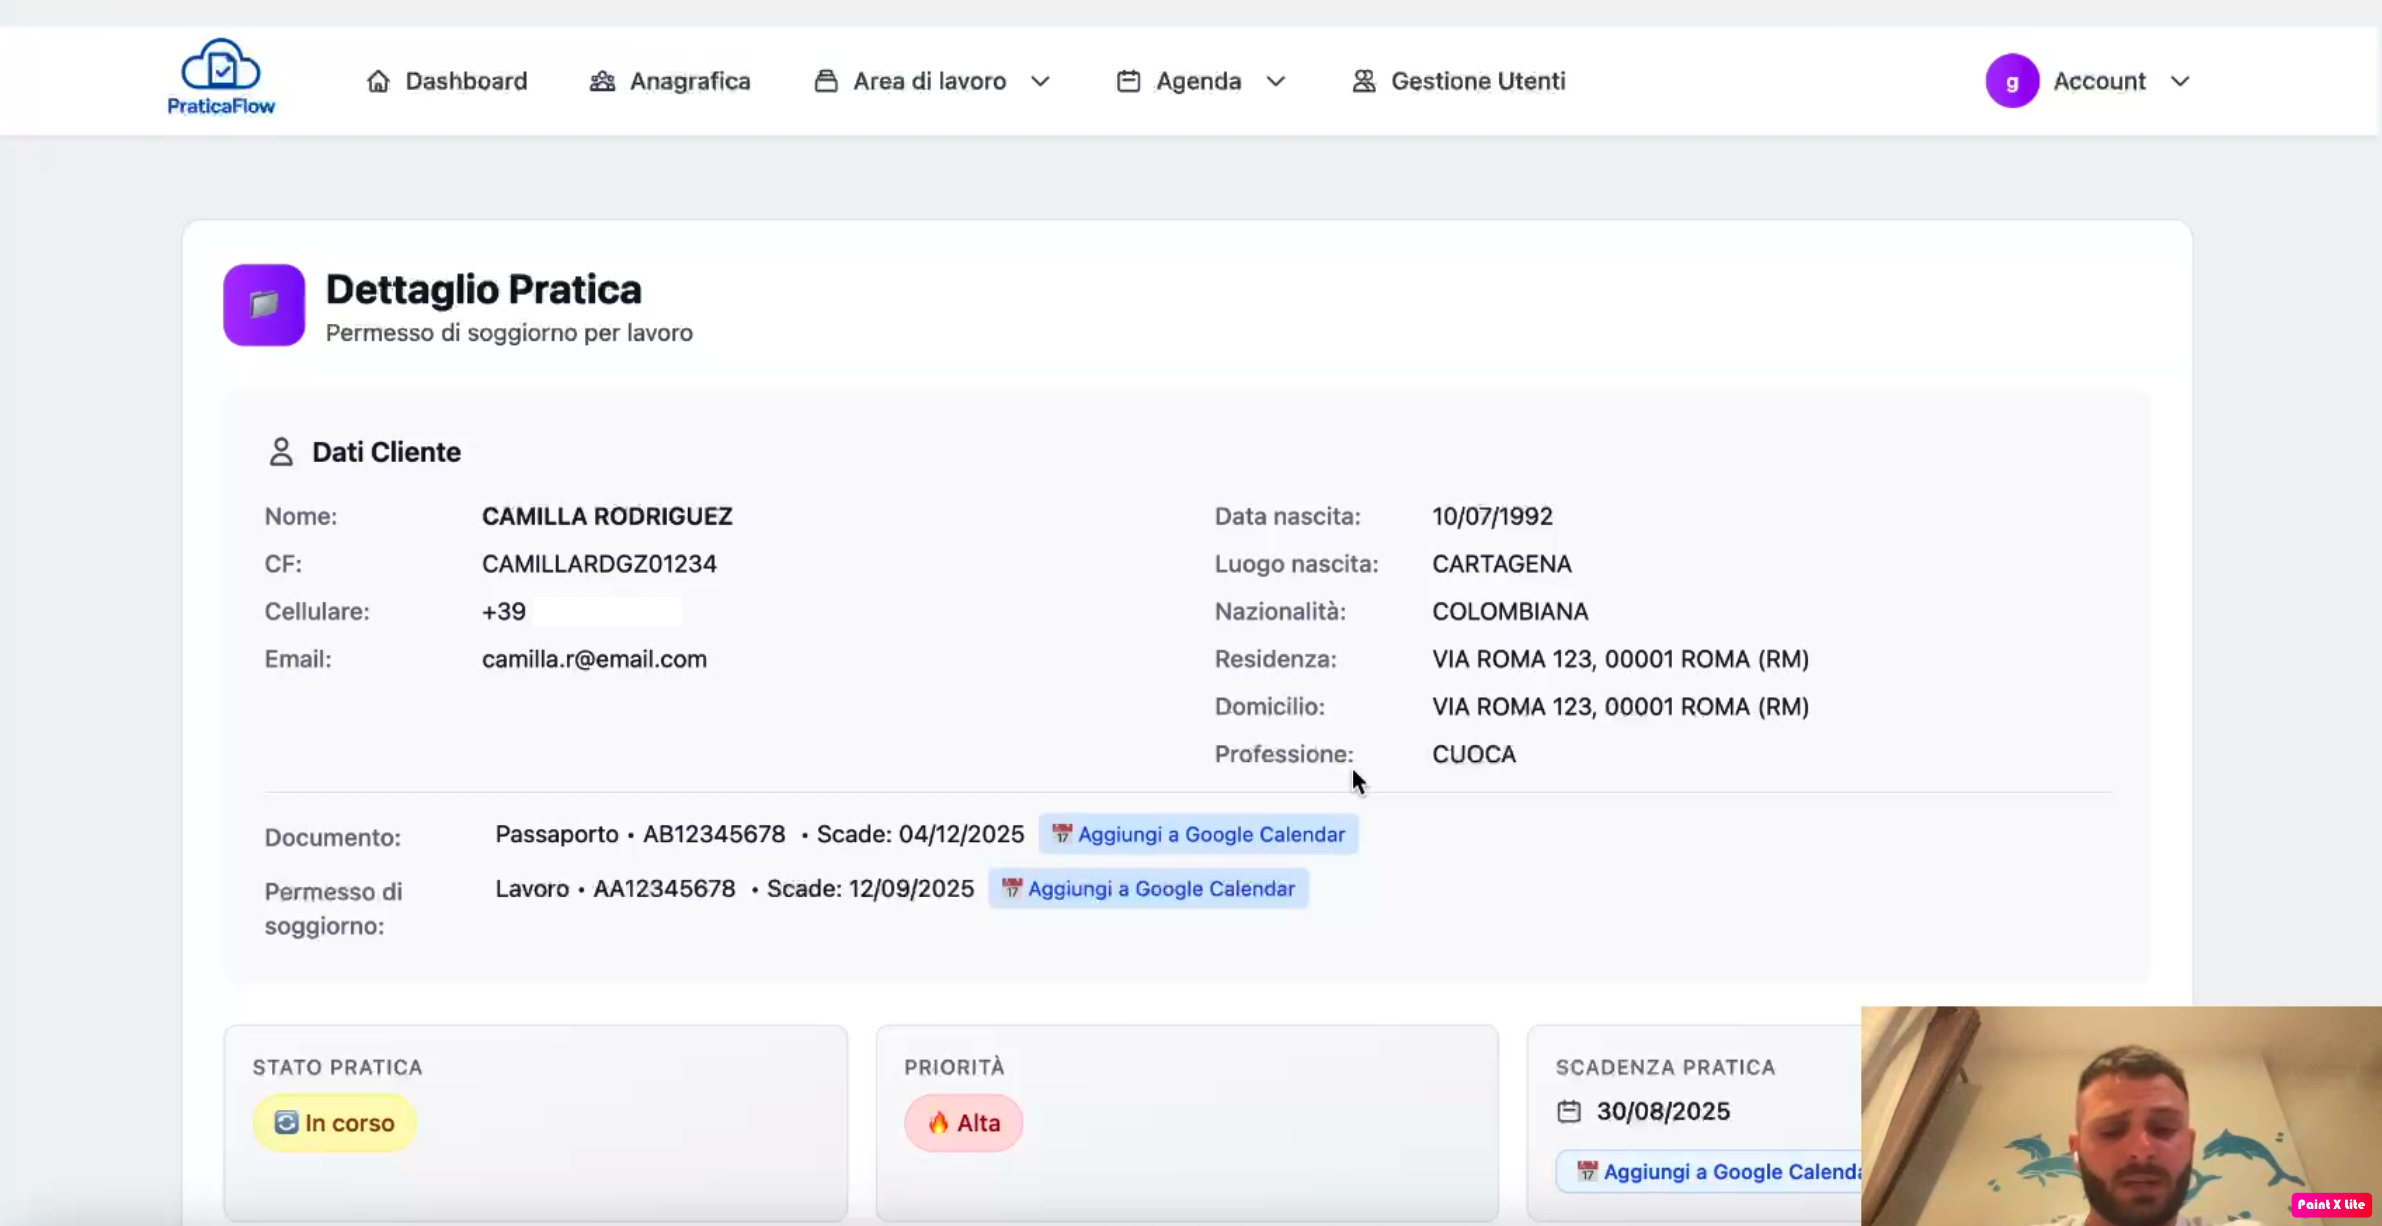 PraticaFlow
Dashboard
Anagrafica
Area di lavoro
Agenda
Gestione Utenti
g
Account
Dettaglio Pratica
Permesso di soggiorno per lavoro
Dati Cliente
Nome: CAMILLA RODRIGUEZ
CF: CAMILLARDGZ01234
Cellulare: +39
Email: camilla.r@email.com
Data nascita: 10/07/1992
Luogo nascita: CARTAGENA
Nazionalità: COLOMBIANA
Residenza: VIA ROMA 123, 00001 ROMA (RM)
Domicilio: VIA ROMA 123, 00001 ROMA (RM)
Professione: CUOCA
Documento: Passaporto • AB12345678 • Scade: 04/12/2025 17 Aggiungi a Google Calendar
Permesso di soggiorno: Lavoro • AA12345678 • Scade: 12/09/2025 17 Aggiungi a Google Calendar
STATO PRATICA
In corso
PRIORITÀ
Alta
SCADENZA PRATICA
30/08/2025
17 Aggiungi a Google Calenda
Paint X lite